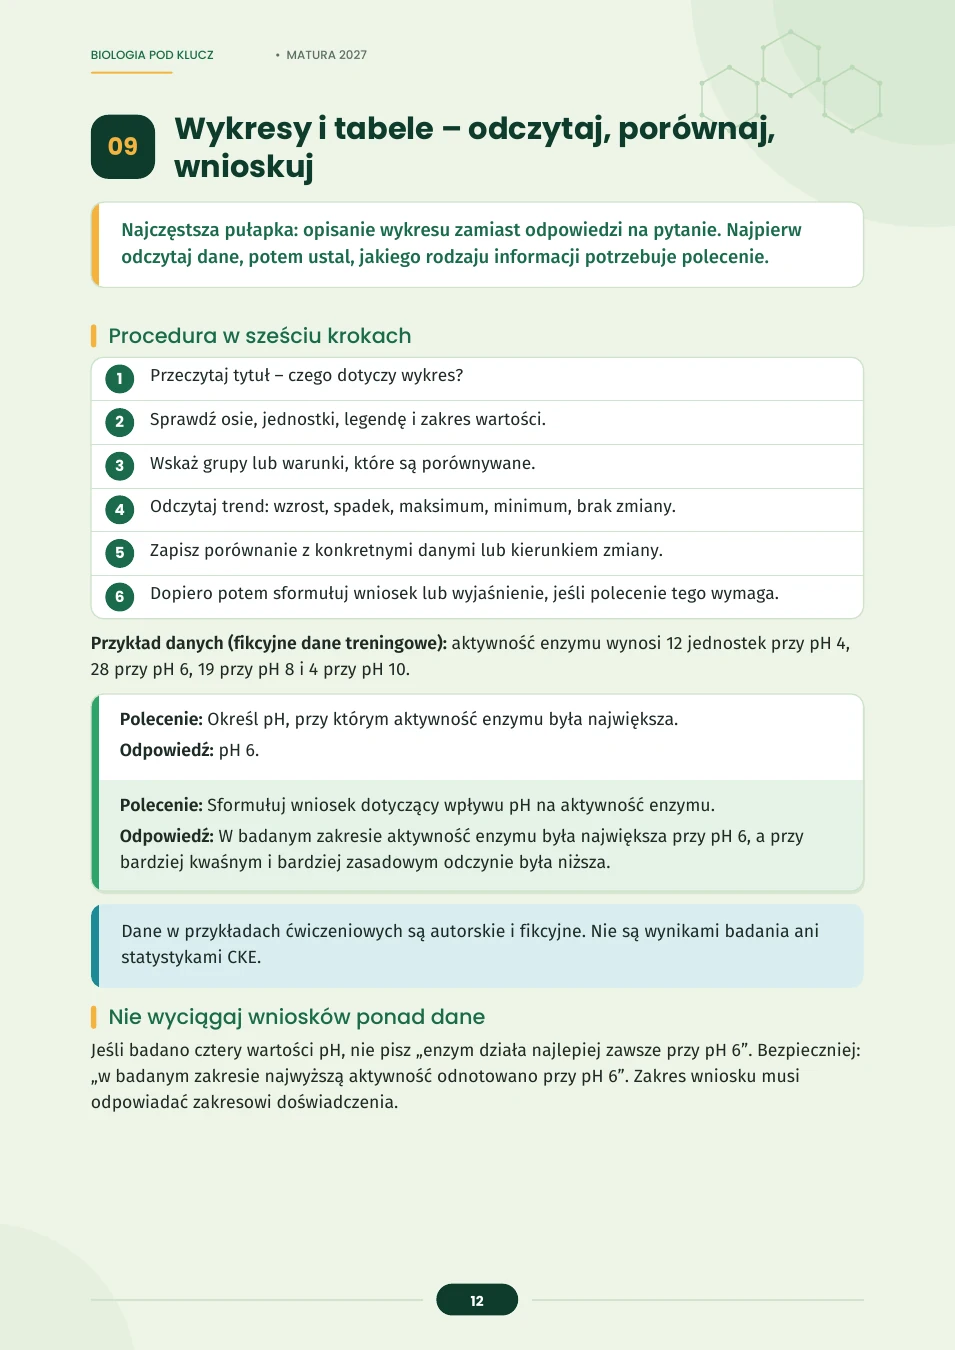 BIOLOGIA POD KLUCZ • MATURA 2027
09
Wykresy i tabele – odczytaj, porównaj,
wnioskuj
Najczęstsza pułapka: opisanie wykresu zamiast odpowiedzi na pytanie. Najpierw
odczytaj dane, potem ustal, jakiego rodzaju informacji potrzebuje polecenie.
Procedura w sześciu krokach
1 Przeczytaj tytuł – czego dotyczy wykres?
2 Sprawdź osie, jednostki, legendę i zakres wartości.
3 Wskaż grupy lub warunki, które są porównywane.
4 Odczytaj trend: wzrost, spadek, maksimum, minimum, brak zmiany.
5 Zapisz porównanie z konkretnymi danymi lub kierunkiem zmiany.
6 Dopiero potem sformułuj wniosek lub wyjaśnienie, jeśli polecenie tego wymaga.
Przykład danych (fikcyjne dane treningowe): aktywność enzymu wynosi 12 jednostek przy pH 4,
28 przy pH 6, 19 przy pH 8 i 4 przy pH 10.
Polecenie: Określ pH, przy którym aktywność enzymu była największa.
Odpowiedź: pH 6.
Polecenie: Sformułuj wniosek dotyczący wpływu pH na aktywność enzymu.
Odpowiedź: W badanym zakresie aktywność enzymu była największa przy pH 6, a przy
bardziej kwaśnym i bardziej zasadowym odczynie była niższa.
Dane w przykładach ćwiczeniowych są autorskie i fikcyjne. Nie są wynikami badania ani
statystykami CKE.
Nie wyciągaj wniosków ponad dane
Jeśli badano cztery wartości pH, nie pisz „enzym działa najlepiej zawsze przy pH 6”. Bezpieczniej:
„w badanym zakresie najwyższą aktywność odnotowano przy pH 6”. Zakres wniosku musi
odpowiadać zakresowi doświadczenia.
12